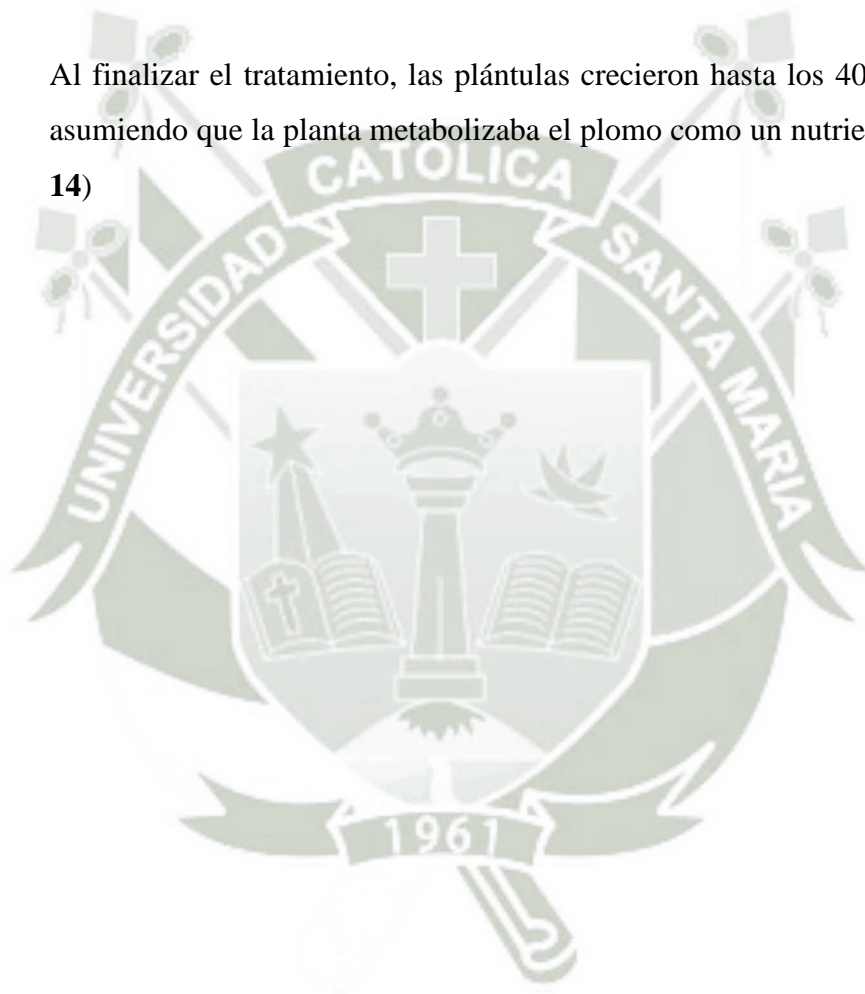 Al finalizar el tratamiento, las plántulas crecieron hasta los 40
asumiendo que la planta metabolizaba el plomo como un
14)
UNIVERSIDAD CATOLICA SANTA MARIA
1961